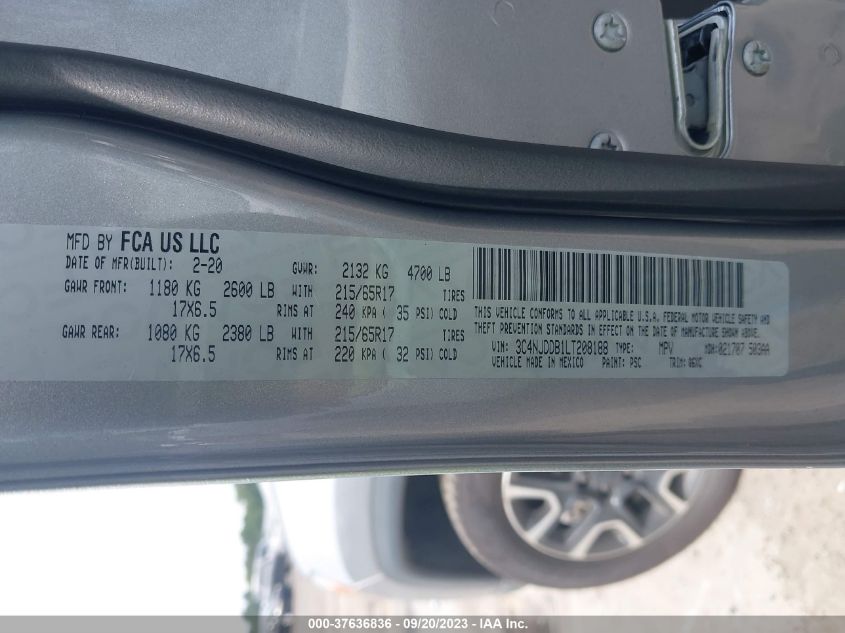 MFD BY FCA US LLC
DATE OF MFR(BUILT): 2-20 GVWR: 2132 KG 4700 LB
GAWR FRONT: 1180 KG 2600 LB WITH 215/65R17 TIRES
17X6.5 RIMS AT 240 KPA ( 35 PSI) COLD
GAWR REAR: 1080 KG 2380 LB WITH 215/65R17 TIRES
17X6.5 RIMS AT 220 KPA ( 32 PSI) COLD
THIS VEHICLE CONFORMS TO ALL APPLICABLE U.S.A. FEDERAL MOTOR VEHICLE SAFETY AND
THEFT PREVENTION STANDARDS IN EFFECT ON THE DATE OF MANUFACTURE SHOWN ABOVE.
VIN: 3C4NJDDB1LT208188 TYPE: MPV MDH:021707 503AA
VEHICLE MADE IN MEXICO PAINT: PSC TRIM:
000-37636836 - 09/20/2023 - IAA Inc.